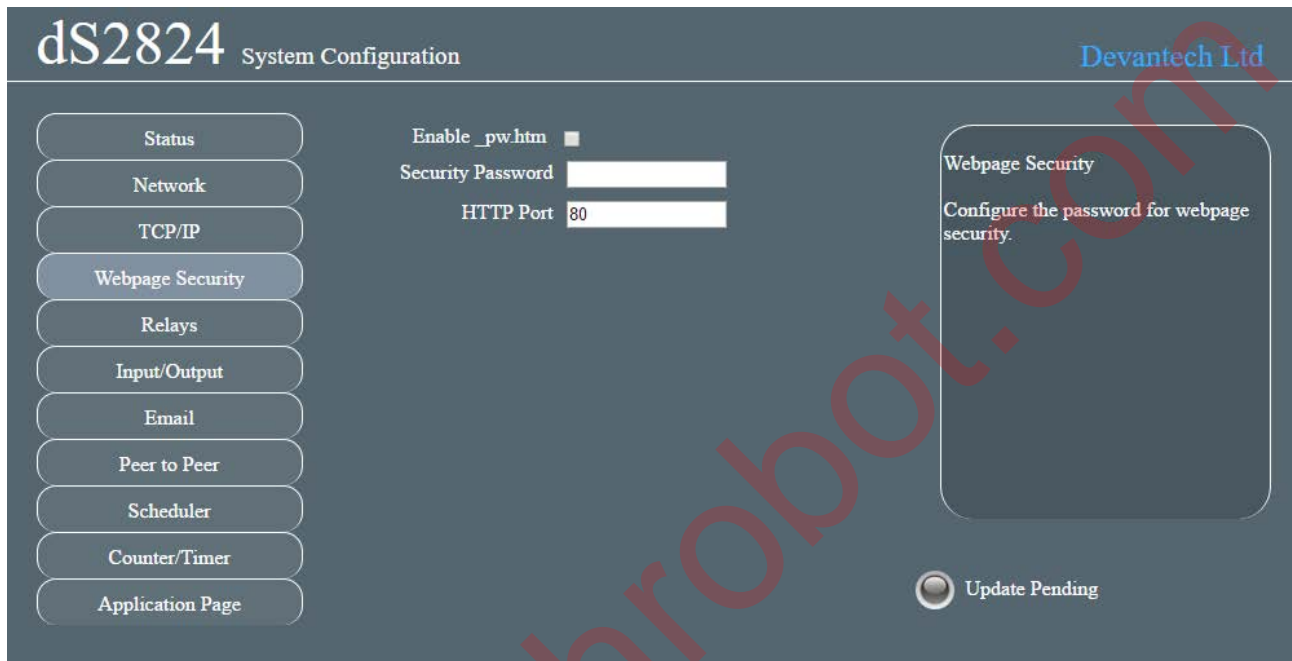 dS2824 System Configuration
Devantech Ltd
Status
Network
TCP/IP
Webpage Security
Relays
Input/Output
Email
Peer to Peer
Scheduler
Counter/Timer
Application Page
Enable _pw.htm
Security Password
HTTP Port 80
Webpage Security
Configure the password for webpage
security.
Update Pending
hrobot.com